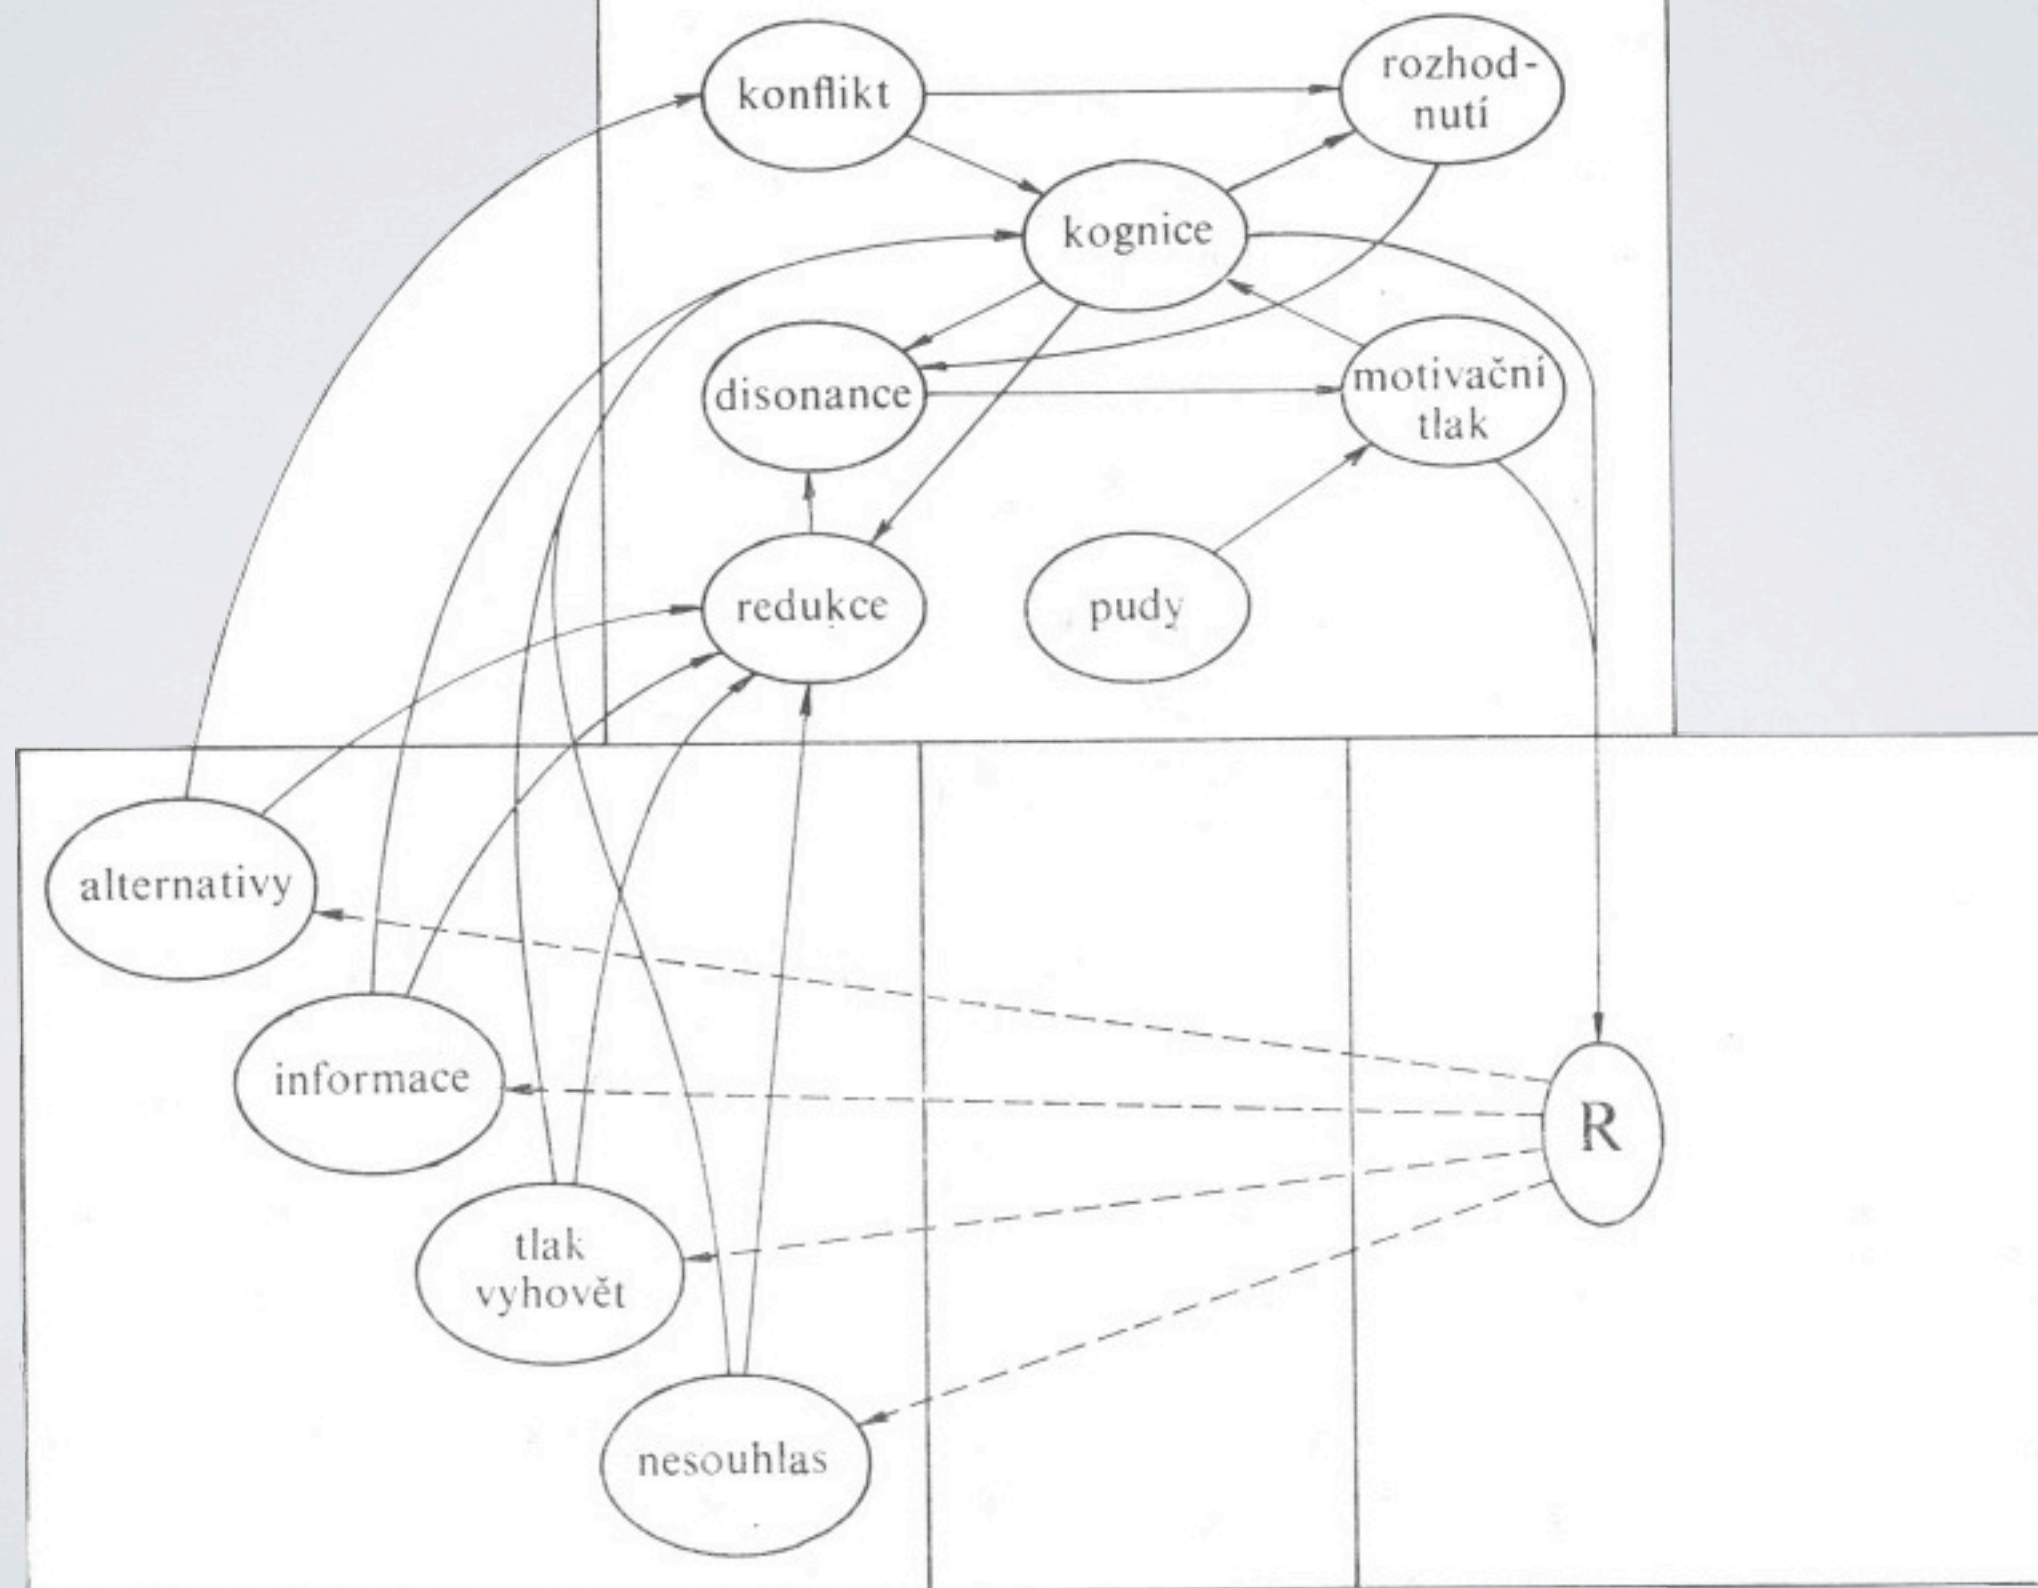 konflikt
rozhod-
nutí
kognice
disonance
motivační
tlak
redukce
pudy
alternativy
informace
R
tlak
vyhovět
nesouhlas